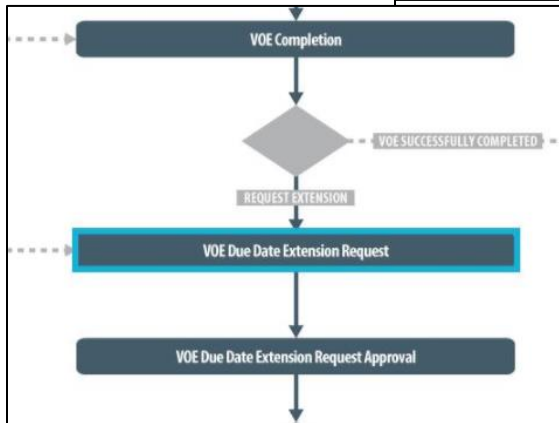 VOE Completion
VOE SUCCESSFULLY COMPLETED
REQUEST EXTENSION
VOE Due Date Extension Request
VOE Due Date Extension Request Approval